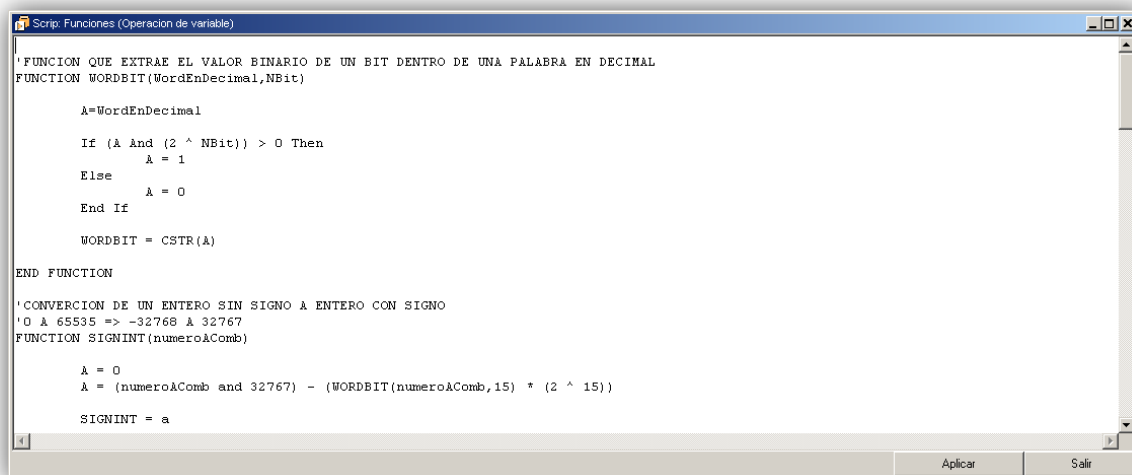 Scrip: Funciones (Operacion de variable)
'FUNCION QUE EXTRAE EL VALOR BINARIO DE UN BIT DENTRO DE UNA PALABRA EN DECIMAL
FUNCTION WORDBIT(WordEnDecimal,NBit)
A=WordEnDecimal
If (A And (2 ^ NBit)) > 0 Then
A = 1
Else
A = 0
End If
WORDBIT = CSTR(A)
END FUNCTION
'CONVERCION DE UN ENTERO SIN SIGNO A ENTERO CON SIGNO
'0 A 65535 => -32768 A 32767
FUNCTION SIGNINT(numeroAComb)
A = 0
A = (numeroAComb and 32767) - (WORDBIT(numeroAComb,15) * (2 ^ 15))
SIGNINT = a
Aplicar
Salir